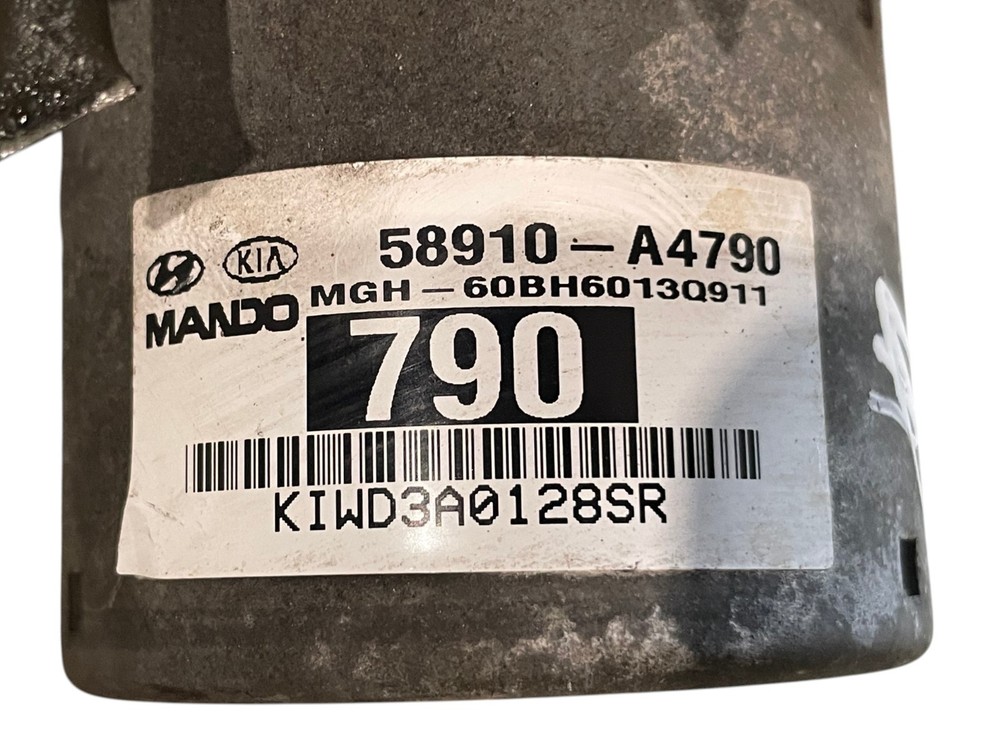 KIA 58910-A4790
MANDO MGH-60BH6013Q911
790
KIWD3A0128SR